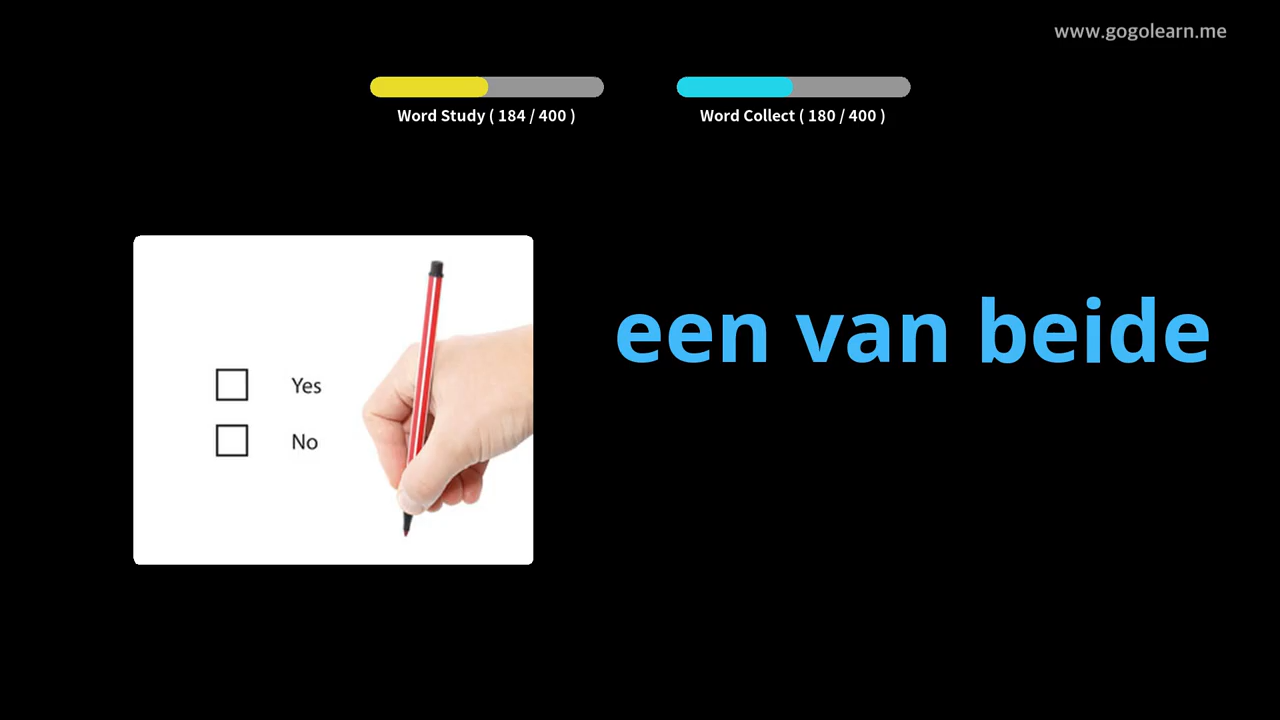 www.gogolearn.me
Word Study ( 184 / 400 )
Word Collect ( 180 / 400 )
een van beide
Yes
No